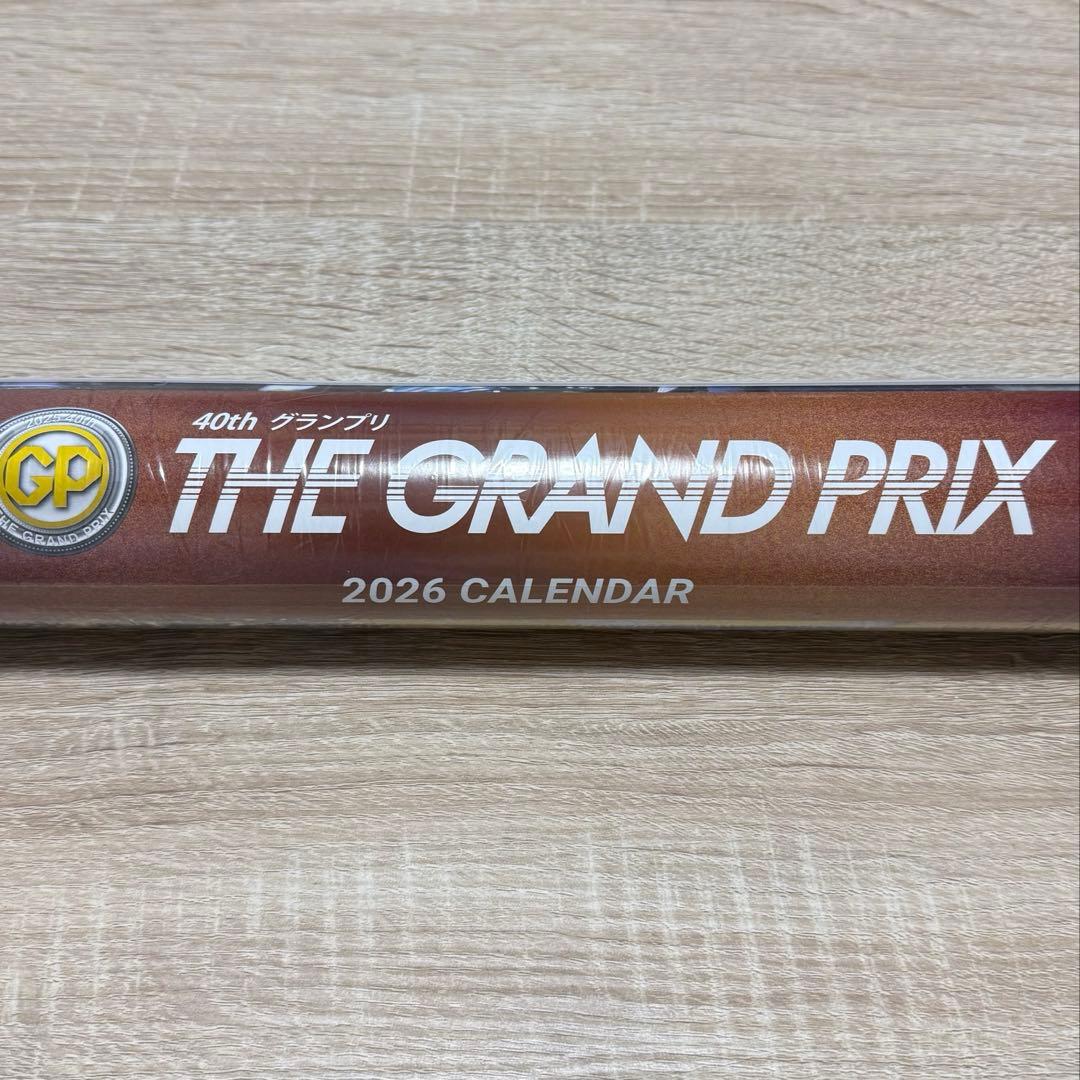 2025 40th
GP
THE GRAND PRIX
40th グランプリ
THE GRAND PRIX
2026 CALENDAR